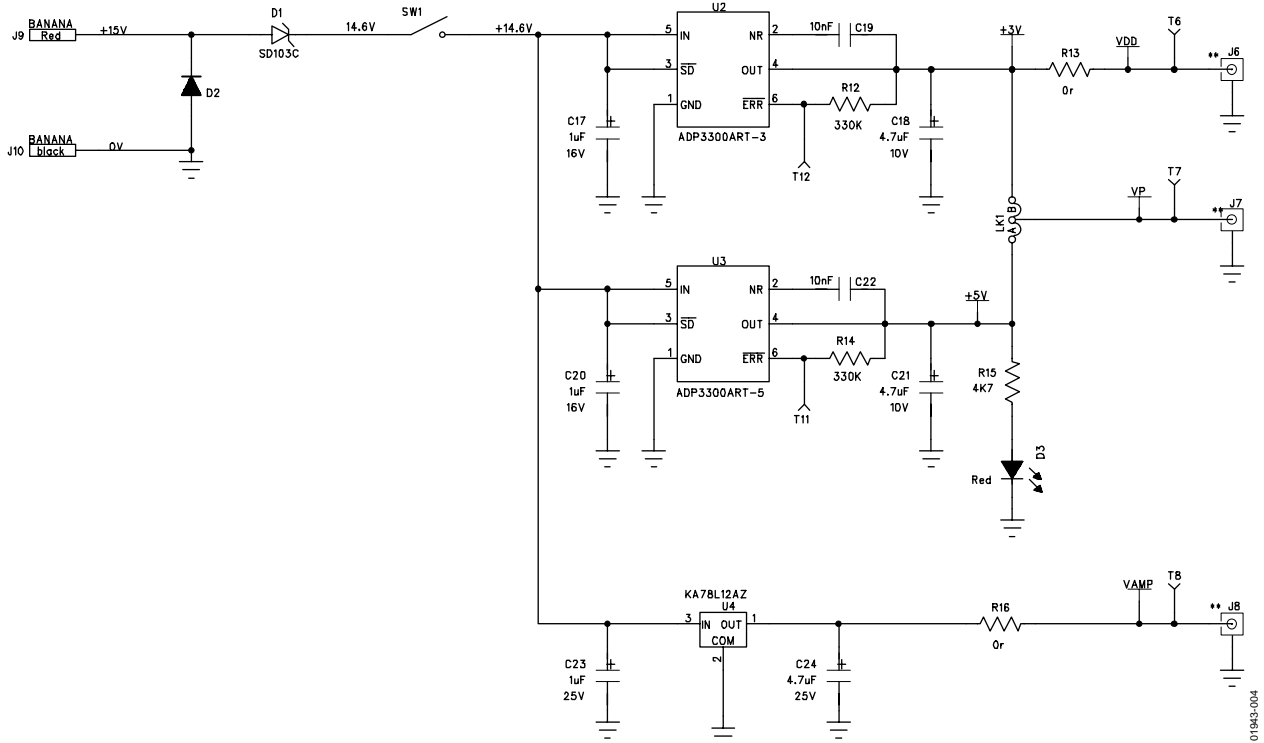 BANANA
J9 Red
+15V
D1
SD103C
14.6V
SW1
+14.6V
D2
BANANA
J10 black
0V
U2
5 IN
NR 2
3 SD
OUT 4
1 GND
ERR 6
ADP3300ART-3
10nF C19
R12
330K
C17
1uF
16V
C18
4.7uF
10V
T12
+3V
R13
0r
VDD
T6
** J6
LK1
B
A
VP
T7
** J7
U3
5 IN
NR 2
3 SD
OUT 4
1 GND
ERR 6
ADP3300ART-5
10nF C22
R14
330K
C20
1uF
16V
C21
4.7uF
10V
T11
+5V
R15
4K7
D3
Red
KA78L12AZ
U4
3 IN OUT 1
COM
2
C23
1uF
25V
C24
4.7uF
25V
R16
0r
VAMP
T8
** J8
01943-004